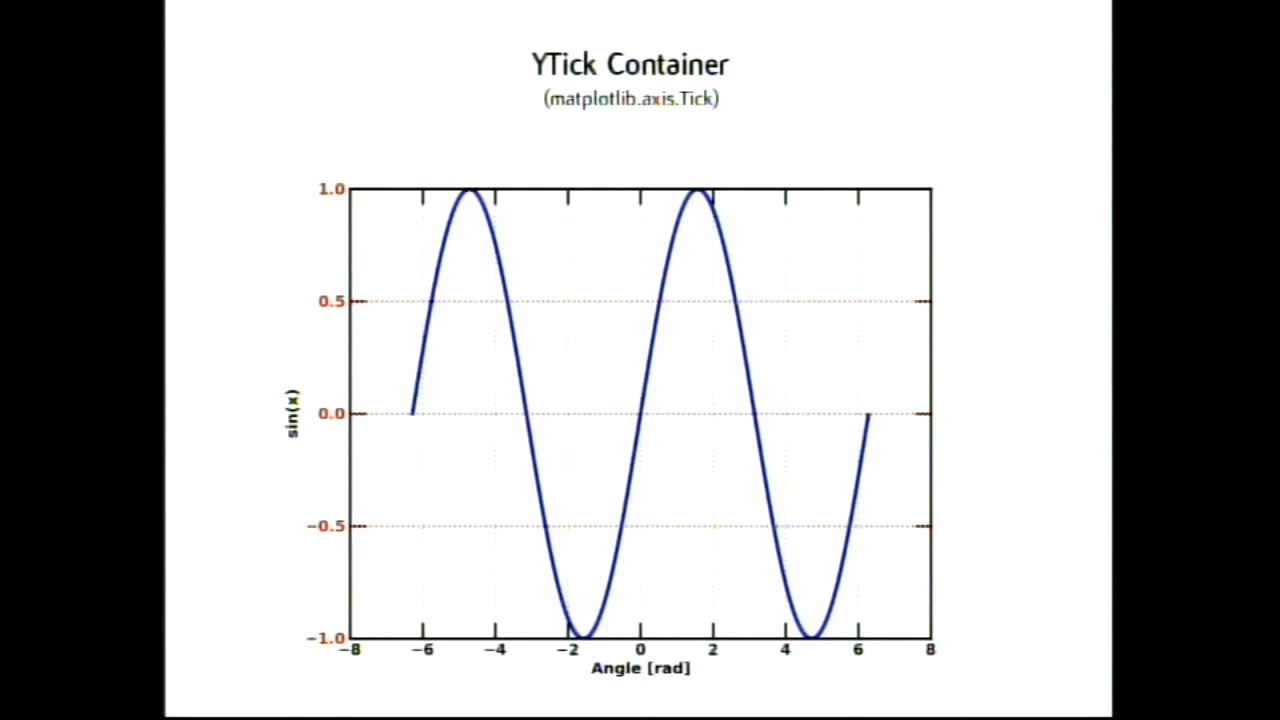 YTick Container
(matplotlib.axis.Tick)
1.0
0.5
0.0
−0.5
−1.0
sin(x)
−8 −6 −4 −2 0 2 4 6 8
Angle [rad]